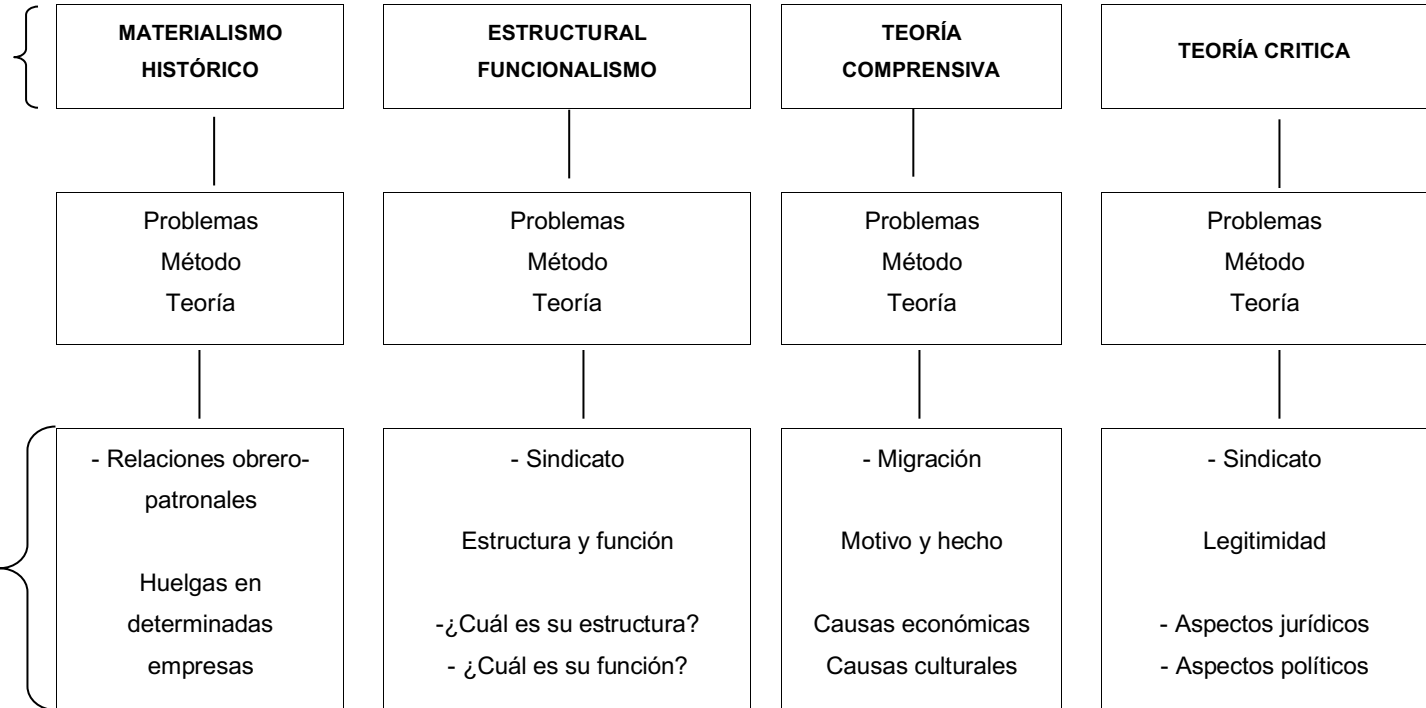 MATERIALISMO
HISTÓRICO
ESTRUCTURAL
FUNCIONALISMO
TEORÍA
COMPRENSIVA
TEORÍA CRITICA
Problemas
Método
Teoría
Problemas
Método
Teoría
Problemas
Método
Teoría
Problemas
Método
Teoría
- Relaciones obrero-
patronales
Huelgas en
determinadas
empresas
- Sindicato
Estructura y función
-¿Cuál es su estructura?
- ¿Cuál es su función?
- Migración
Motivo y hecho
Causas económicas
Causas culturales
- Sindicato
Legitimidad
- Aspectos jurídicos
- Aspectos políticos